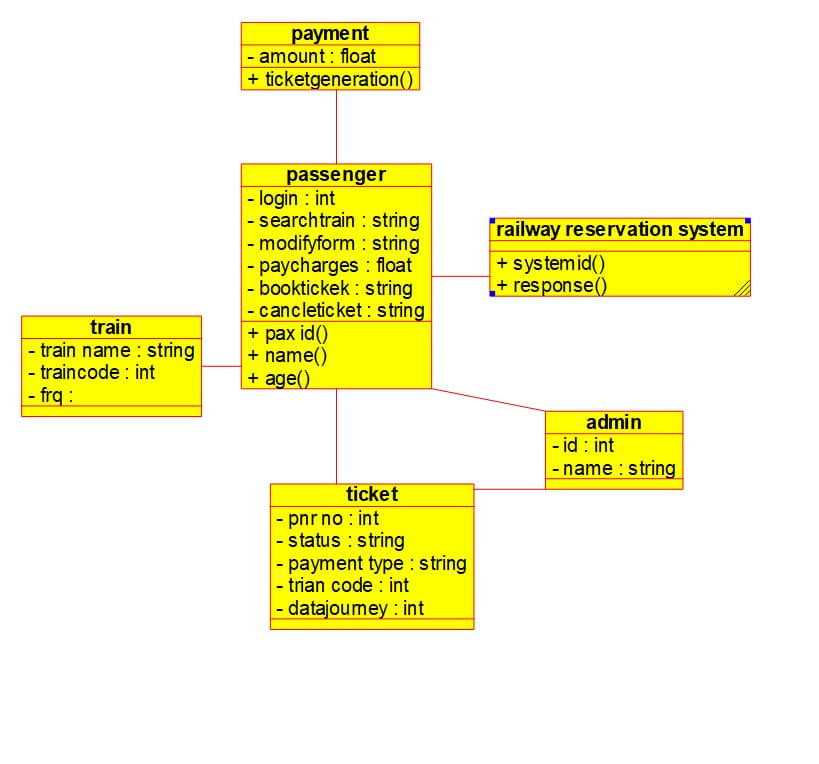 payment
- amount : float
+ ticketgeneration()
passenger
- login : int
- searchtrain : string
- modifyform : string
- paycharges : float
- booktickek : string
- cancleticket : string
+ pax id()
+ name()
+ age()
railway reservation system
+ systemid()
+ response()
train
- train name : string
- traincode : int
- frq :
admin
- id : int
- name : string
ticket
- pnr no : int
- status : string
- payment type : string
- trian code : int
- datajourney : int